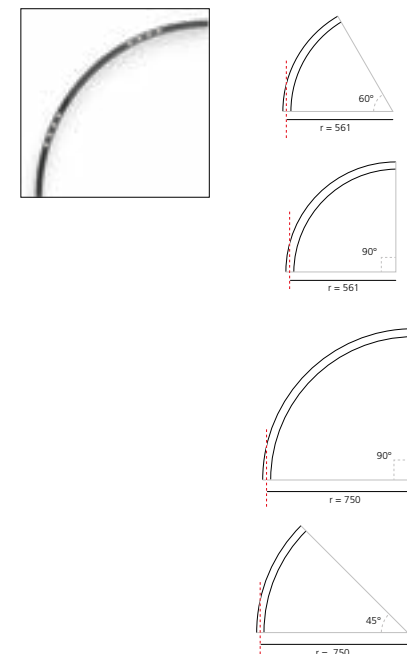 60°
r = 561
90°
r = 561
90°
r = 750
45°
r = 750